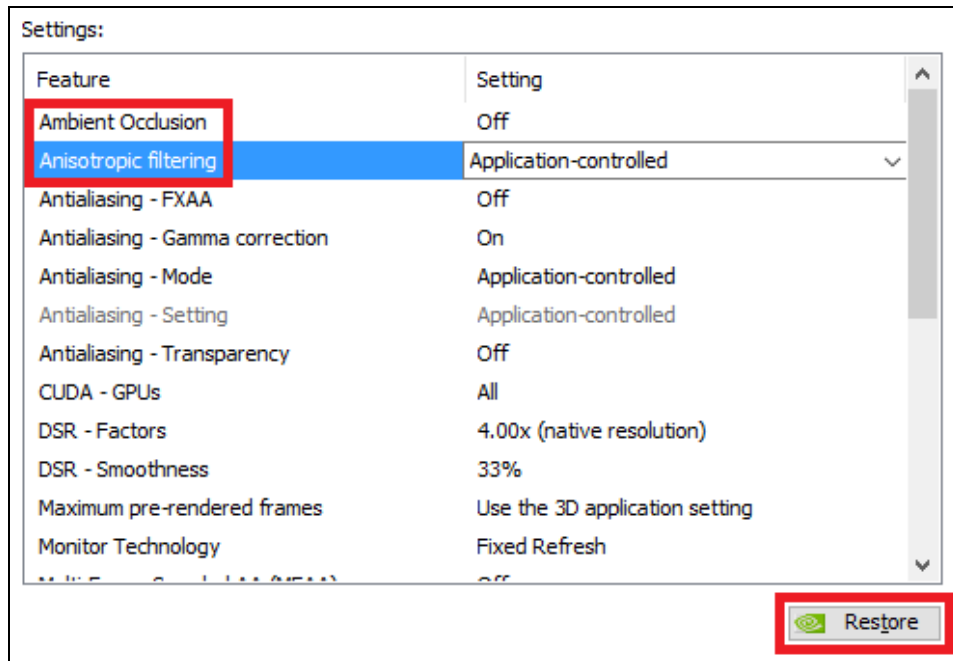 Settings:
Feature Setting
Ambient Occlusion Off
Anisotropic filtering Application-controlled
Antialiasing - FXAA Off
Antialiasing - Gamma correction On
Antialiasing - Mode Application-controlled
Antialiasing - Setting Application-controlled
Antialiasing - Transparency Off
CUDA - GPUs All
DSR - Factors 4.00x (native resolution)
DSR - Smoothness 33%
Maximum pre-rendered frames Use the 3D application setting
Monitor Technology Fixed Refresh
Restore